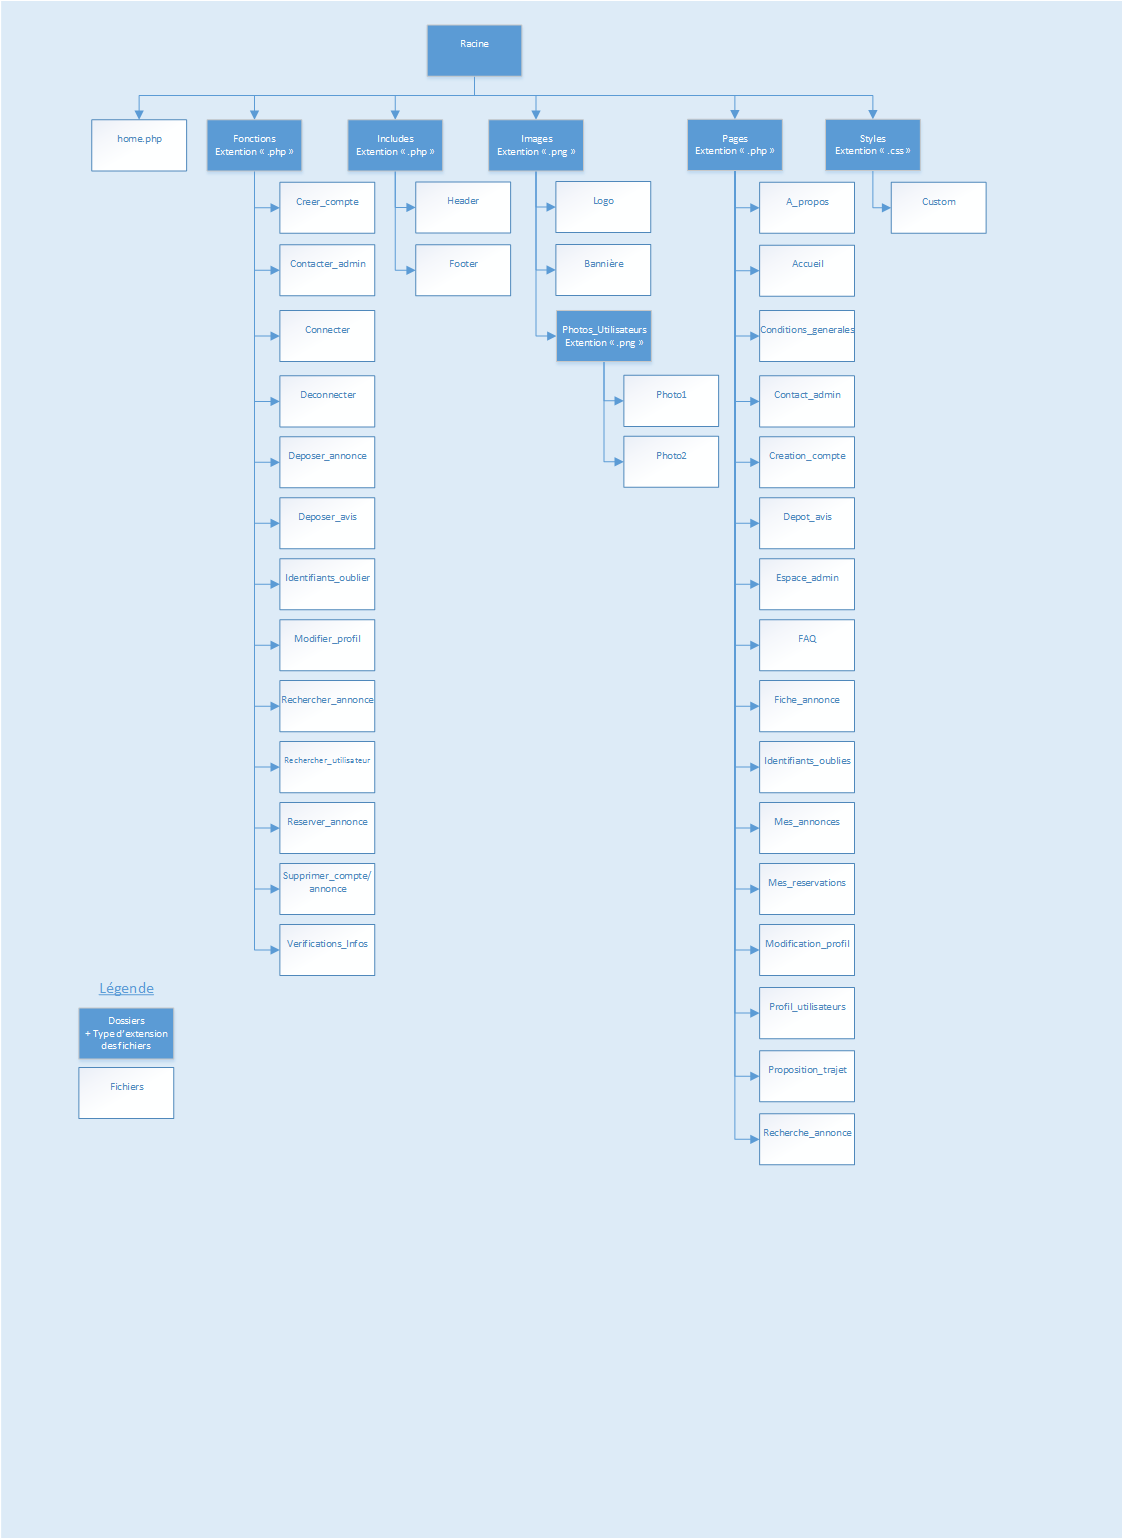 Racine
home.php
Fonctions
Extention « .php »
Includes
Extention « .php »
Images
Extention « .png »
Pages
Extention « .php »
Styles
Extention « .css »
Creer_compte
Contacter_admin
Connecter
Deconnecter
Deposer_annonce
Deposer_avis
Identifiants_oublier
Modifier_profil
Rechercher_annonce
Rechercher_utilisateur
Reserver_annonce
Supprimer_compte/
annonce
Verifications_Infos
Header
Footer
Logo
Bannière
Photos_Utilisateurs
Extention « .png »
Photo1
Photo2
A_propos
Accueil
Conditions_generales
Contact_admin
Creation_compte
Depot_avis
Espace_admin
FAQ
Fiche_annonce
Identifiants_oublies
Mes_annonces
Mes_reservations
Modification_profil
Profil_utilisateurs
Proposition_trajet
Recherche_annonce
Custom
Légende
Dossiers
+ Type d'extension
des fichiers
Fichiers